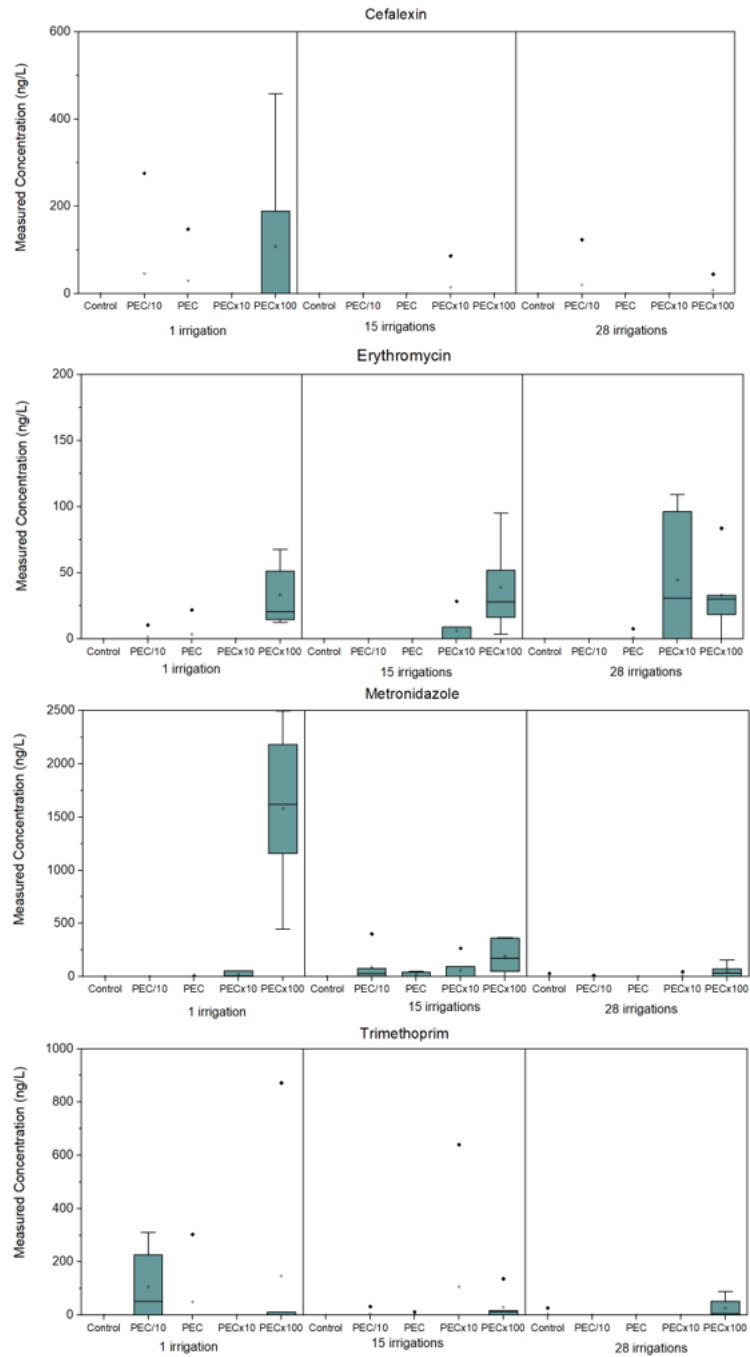 Cefalexin
Measured Concentration (ng/L)
600
400
200
0
Control PEC/10 PEC PECx10 PECx100 Control PEC/10 PEC PECx10 PECx100 Control PEC/10 PEC PECx10 PECx100
1 irrigation 15 irrigations 28 irrigations
Erythromycin
Measured Concentration (ng/L)
200
150
100
50
0
Control PEC/10 PEC PECx10 PECx100 Control PEC/10 PEC PECx10 PECx100 Control PEC/10 PEC PECx10 PECx100
1 irrigation 15 irrigations 28 irrigations
Metronidazole
Measured Concentration (ng/L)
2500
2000
1500
1000
500
0
Control PEC/10 PEC PECx10 PECx100 Control PEC/10 PEC PECx10 PECx100 Control PEC/10 PEC PECx10 PECx100
1 irrigation 15 irrigations 28 irrigations
Trimethoprim
Measured Concentration (ng/L)
1000
800
600
400
200
0
Control PEC/10 PEC PECx10 PECx100 Control PEC/10 PEC PECx10 PECx100 Control PEC/10 PEC PECx10 PECx100
1 irrigation 15 irrigations 28 irrigations